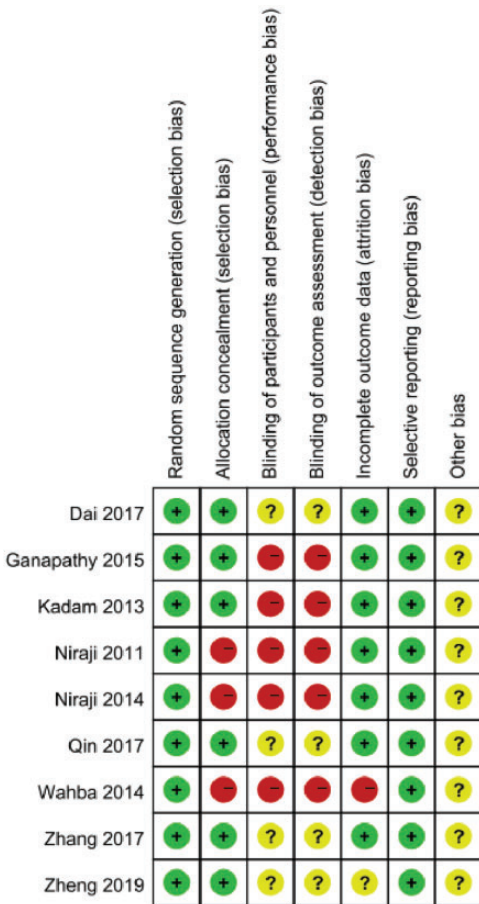 Random sequence generation (selection bias)
Allocation concealment (selection bias)
Blinding of participants and personnel (performance bias)
Blinding of outcome assessment (detection bias)
Incomplete outcome data (attrition bias)
Selective reporting (reporting bias)
Other bias
Dai 2017 + + ? ? + + ?
Ganapathy 2015 + + − − + + ?
Kadam 2013 + + − − + + ?
Niraji 2011 + − − − + + ?
Niraji 2014 + − − − + + ?
Qin 2017 + + ? ? + + ?
Wahba 2014 + − − − − + ?
Zhang 2017 + + ? ? + + ?
Zheng 2019 + + ? ? ? + ?